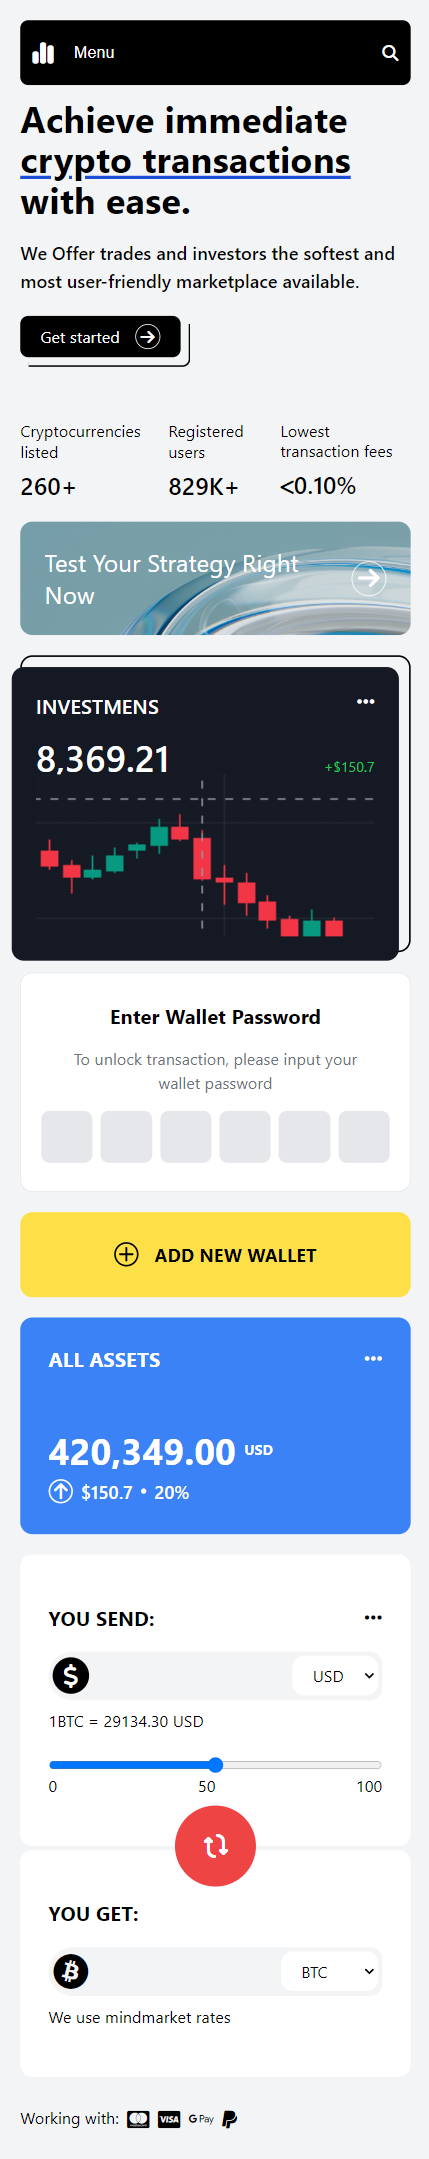 Menu
Achieve immediate
crypto transactions
with ease.
We Offer trades and investors the softest and
most user-friendly marketplace available.
Get started
Cryptocurrencies
listed
260+
Registered
users
829K+
Lowest
transaction fees
<0.10%
Test Your Strategy Right
Now
INVESTMENS
8,369.21
+$150.7
Enter Wallet Password
To unlock transaction, please input your
wallet password
ADD NEW WALLET
ALL ASSETS
420,349.00 USD
$150.7 • 20%
YOU SEND:
USD
1BTC = 29134.30 USD
0 50 100
YOU GET:
BTC
We use mindmarket rates
Working with: VISA G Pay